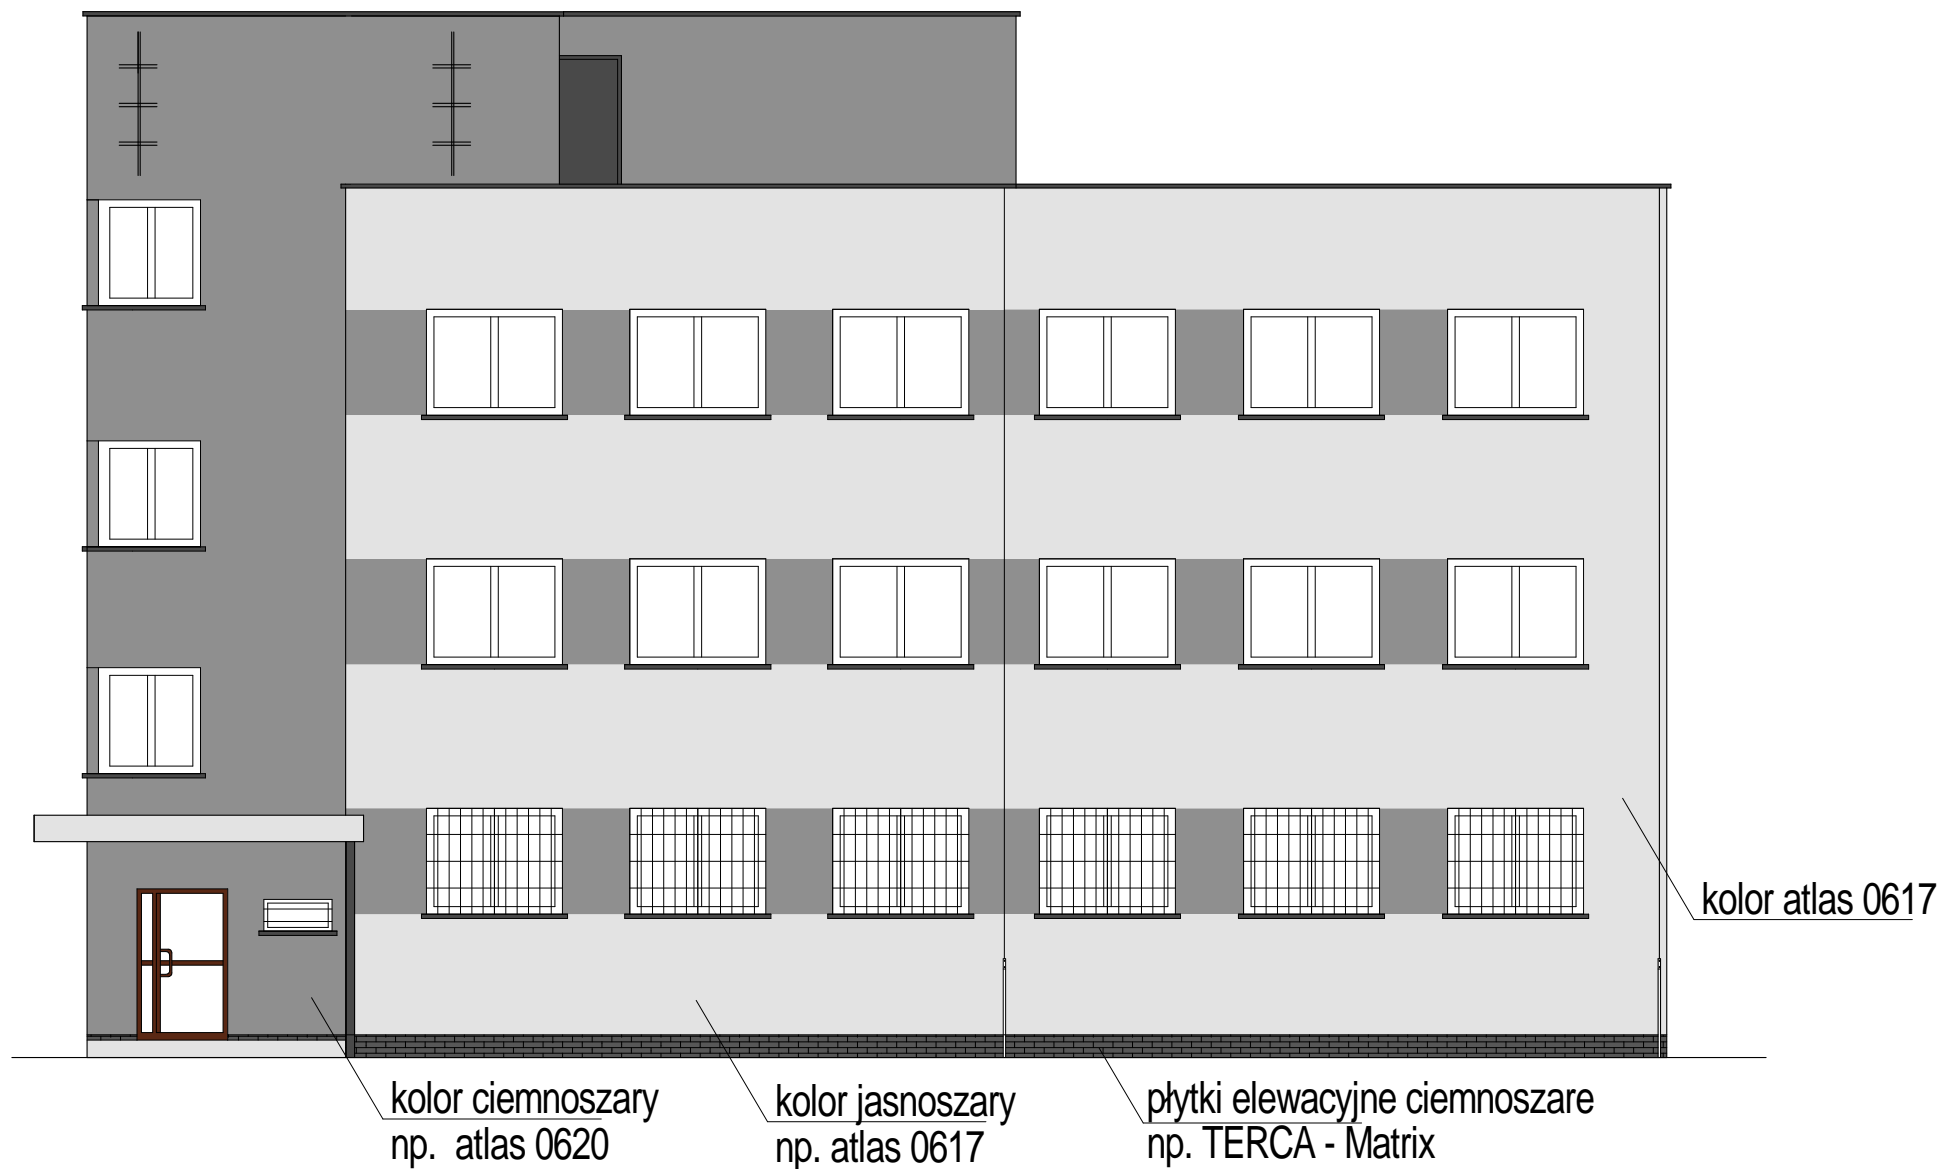 kolor atlas 0617
kolor ciemnoszary
np.  atlas 0620
kolor jasnoszary
np. atlas 0617
płytki elewacyjne ciemnoszare
np. TERCA - Matrix